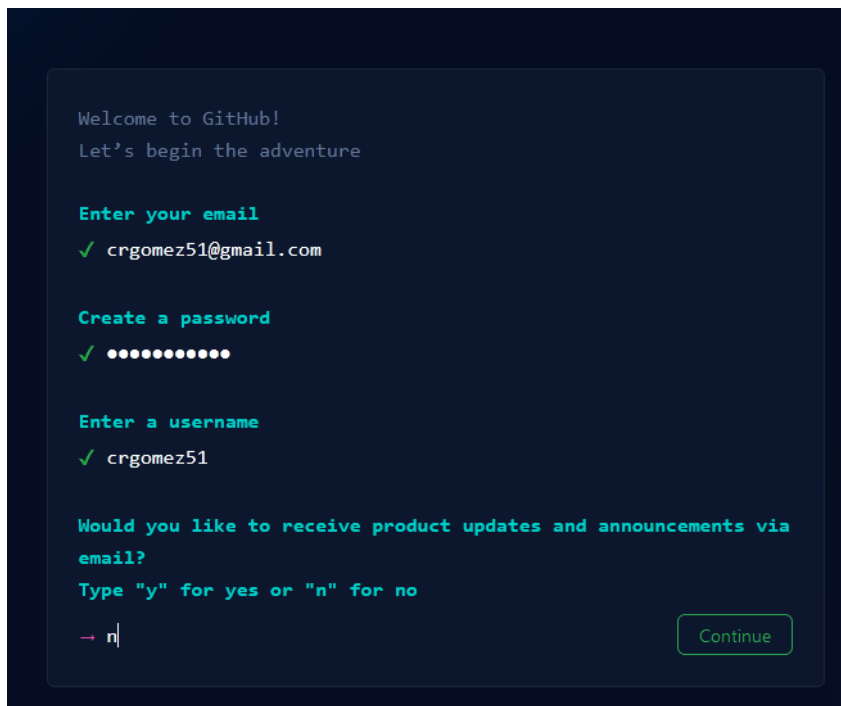 Welcome to GitHub!
Let’s begin the adventure
Enter your email
✓ crgomez51@gmail.com
Create a password
✓ •••••••••••
Enter a username
✓ crgomez51
Would you like to receive product updates and announcements via
email?
Type "y" for yes or "n" for no
→ n
Continue